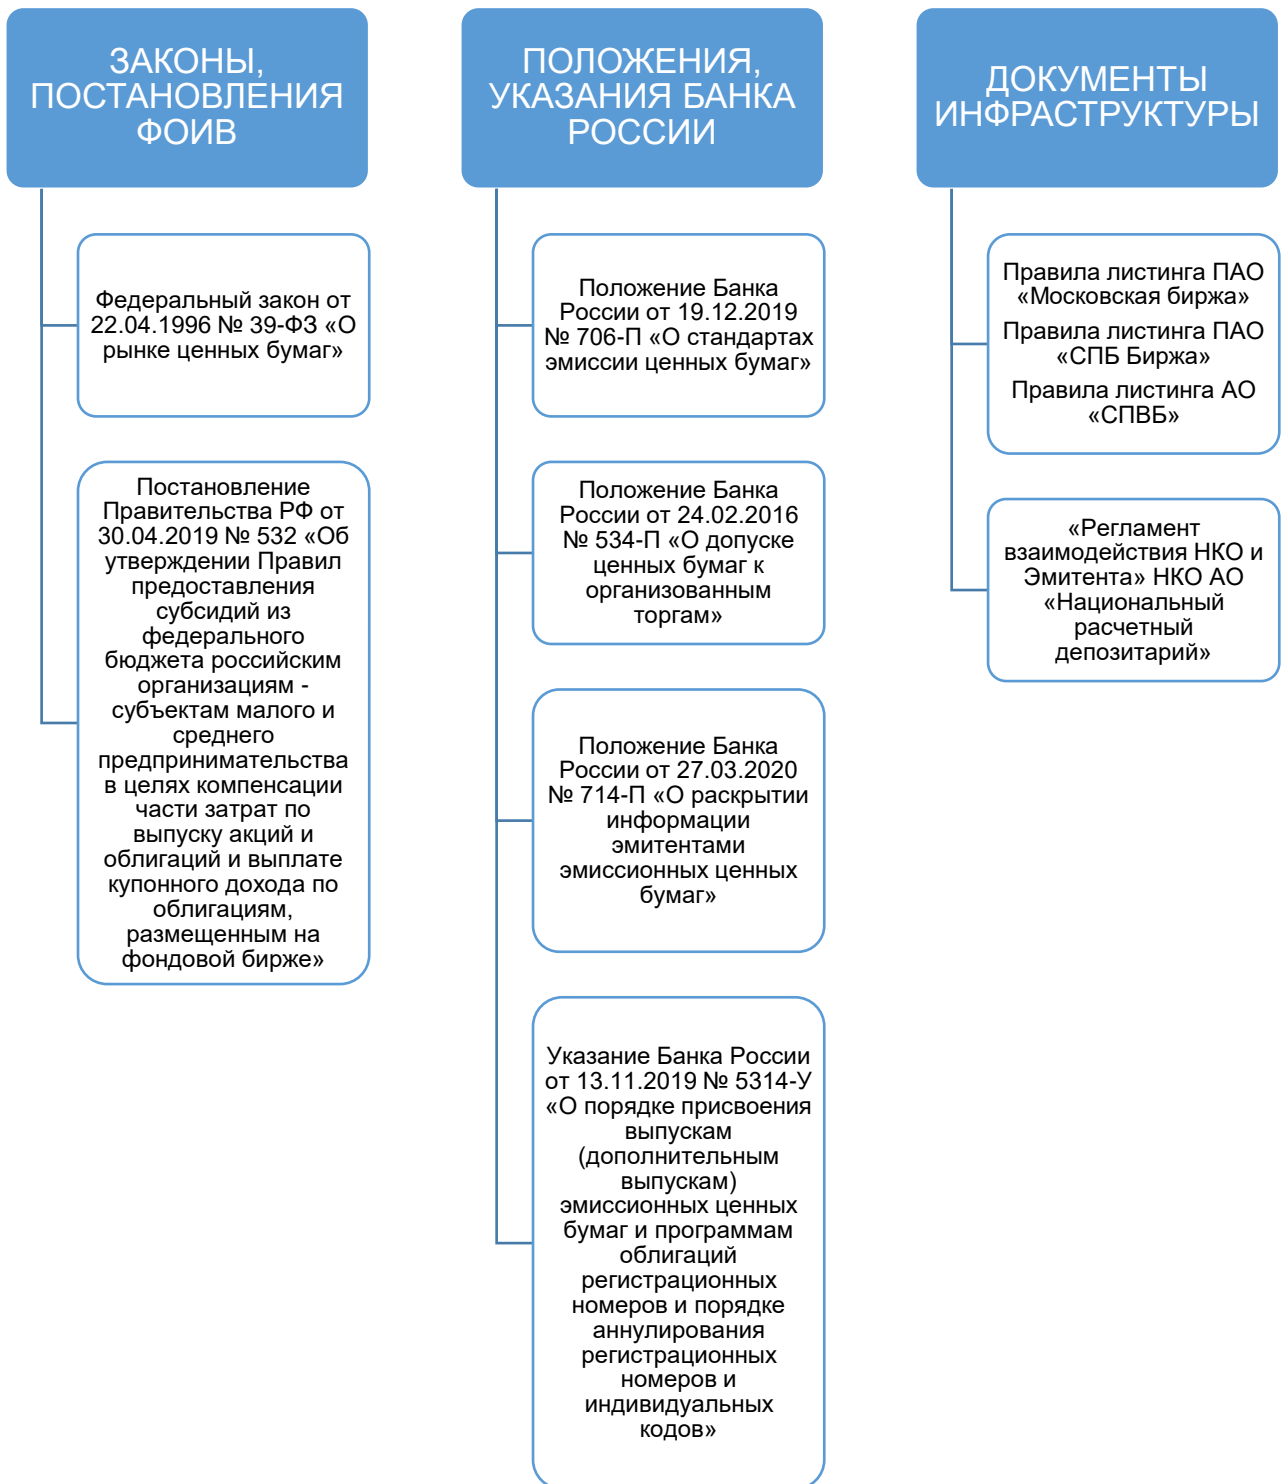 ЗАКОНЫ,
ПОСТАНОВЛЕНИЯ
ФОИВ
Федеральный закон от
22.04.1996 № 39-ФЗ «О
рынке ценных бумаг»
Постановление
Правительства РФ от
30.04.2019 № 532 «Об
утверждении Правил
предоставления
субсидий из
федерального
бюджета российским
организациям -
субъектам малого и
среднего
предпринимательства
в целях компенсации
части затрат по
выпуску акций и
облигаций и выплате
купонного дохода по
облигациям,
размещенным на
фондовой бирже»
ПОЛОЖЕНИЯ,
УКАЗАНИЯ БАНКА
РОССИИ
Положение Банка
России от 19.12.2019
№ 706-П «О стандартах
эмиссии ценных бумаг»
Положение Банка
России от 24.02.2016
№ 534-П «О допуске
ценных бумаг к
организованным
торгам»
Положение Банка
России от 27.03.2020
№ 714-П «О раскрытии
информации
эмитентами
эмиссионных ценных
бумаг»
Указание Банка России
от 13.11.2019 № 5314-У
«О порядке присвоения
выпускам
(дополнительным
выпускам)
эмиссионных ценных
бумаг и программам
облигаций
регистрационных
номеров и порядке
аннулирования
регистрационных
номеров и
индивидуальных
кодов»
ДОКУМЕНТЫ
ИНФРАСТРУКТУРЫ
Правила листинга ПАО
«Московская биржа»
Правила листинга ПАО
«СПБ Биржа»
Правила листинга АО
«СПВБ»
«Регламент
взаимодействия НКО и
Эмитента» НКО АО
«Национальный
расчетный
депозитарий»